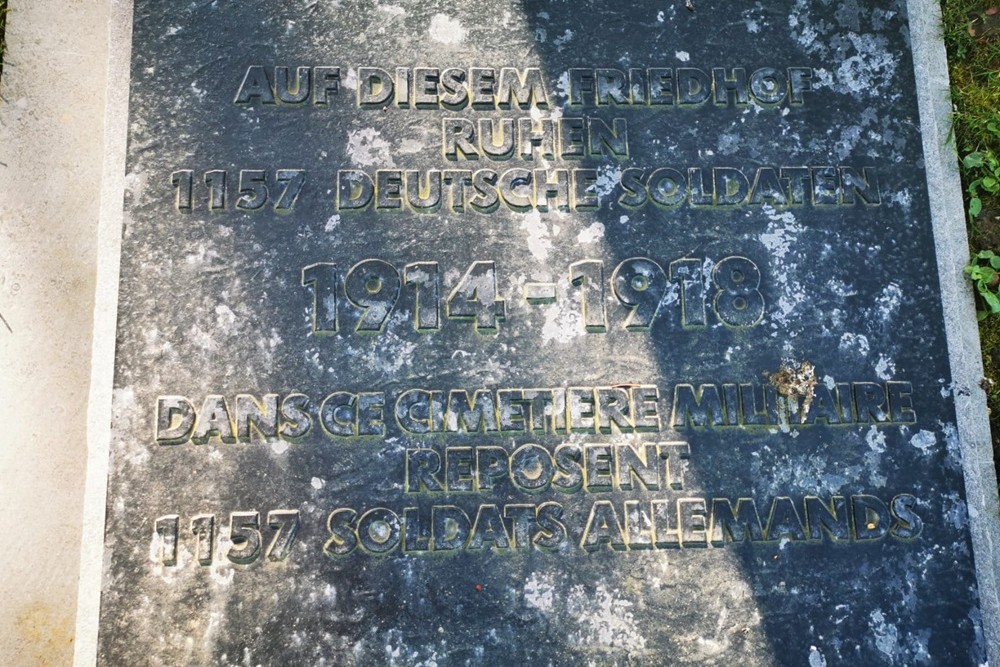 AUF DIESEM FRIEDHOF
RUHEN
1157 DEUTSCHE SOLDATEN
1914 - 1918
DANS CE CIMETIERE MILITAIRE
REPOSENT
1157 SOLDATS ALLEMANDS